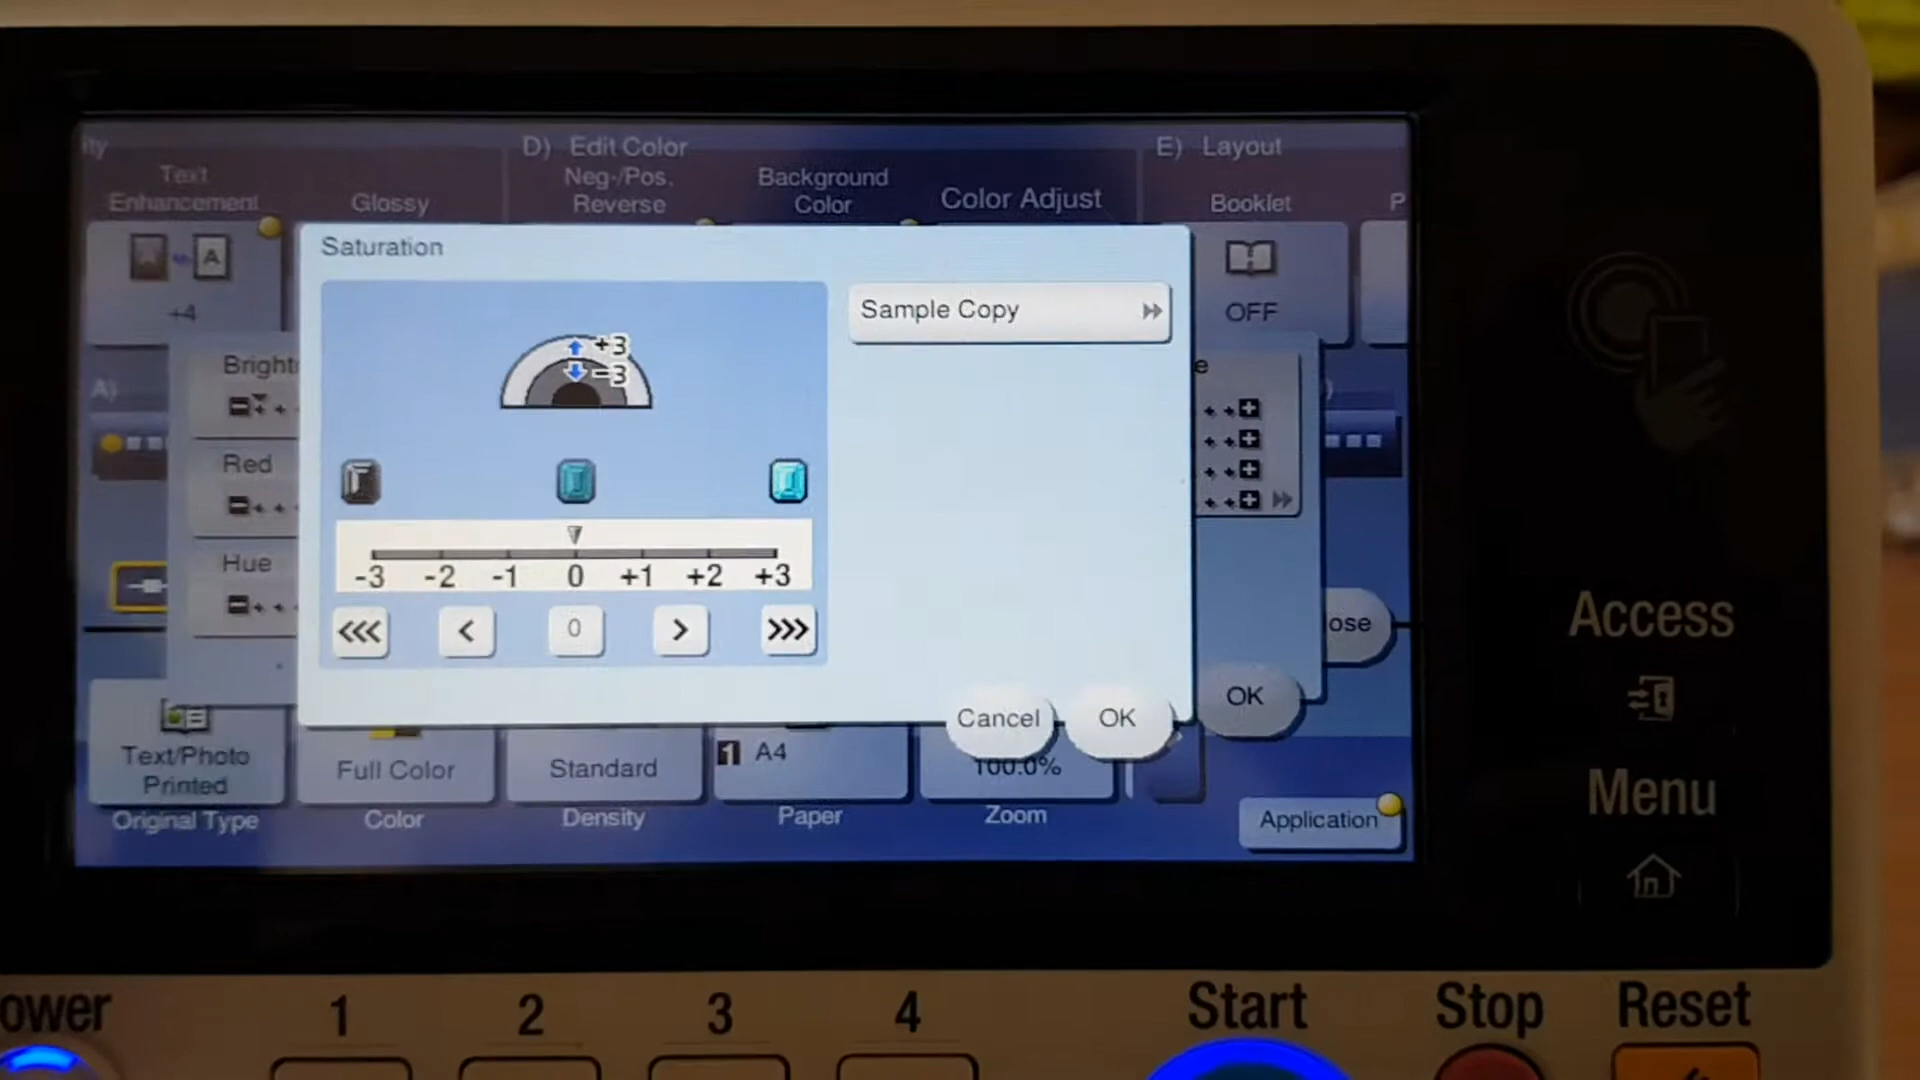 ity
D) Edit Color
E) Layout
Text
Enhancement
Glossy
Neg-/Pos.
Reverse
Background
Color
Color Adjust
Booklet
P
A
+4
OFF
Saturation
Sample Copy
+3
-3
A)
Bright
Red
Hue
e
-3 -2 -1 0 +1 +2 +3
<<< < 0 > >>>
ose
Cancel
OK
OK
Text/Photo
Printed
Full Color
Standard
1 A4
100.0%
Original Type
Color
Density
Paper
Zoom
Application
Access
Menu
ower
1
2
3
4
Start
Stop
Reset